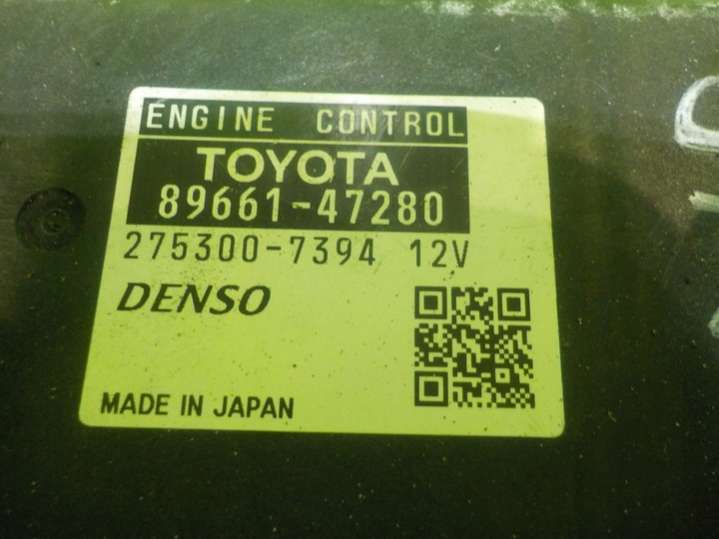 ENGINE CONTROL
TOYOTA
89661-47280
275300-7394 12V
DENSO
MADE IN JAPAN